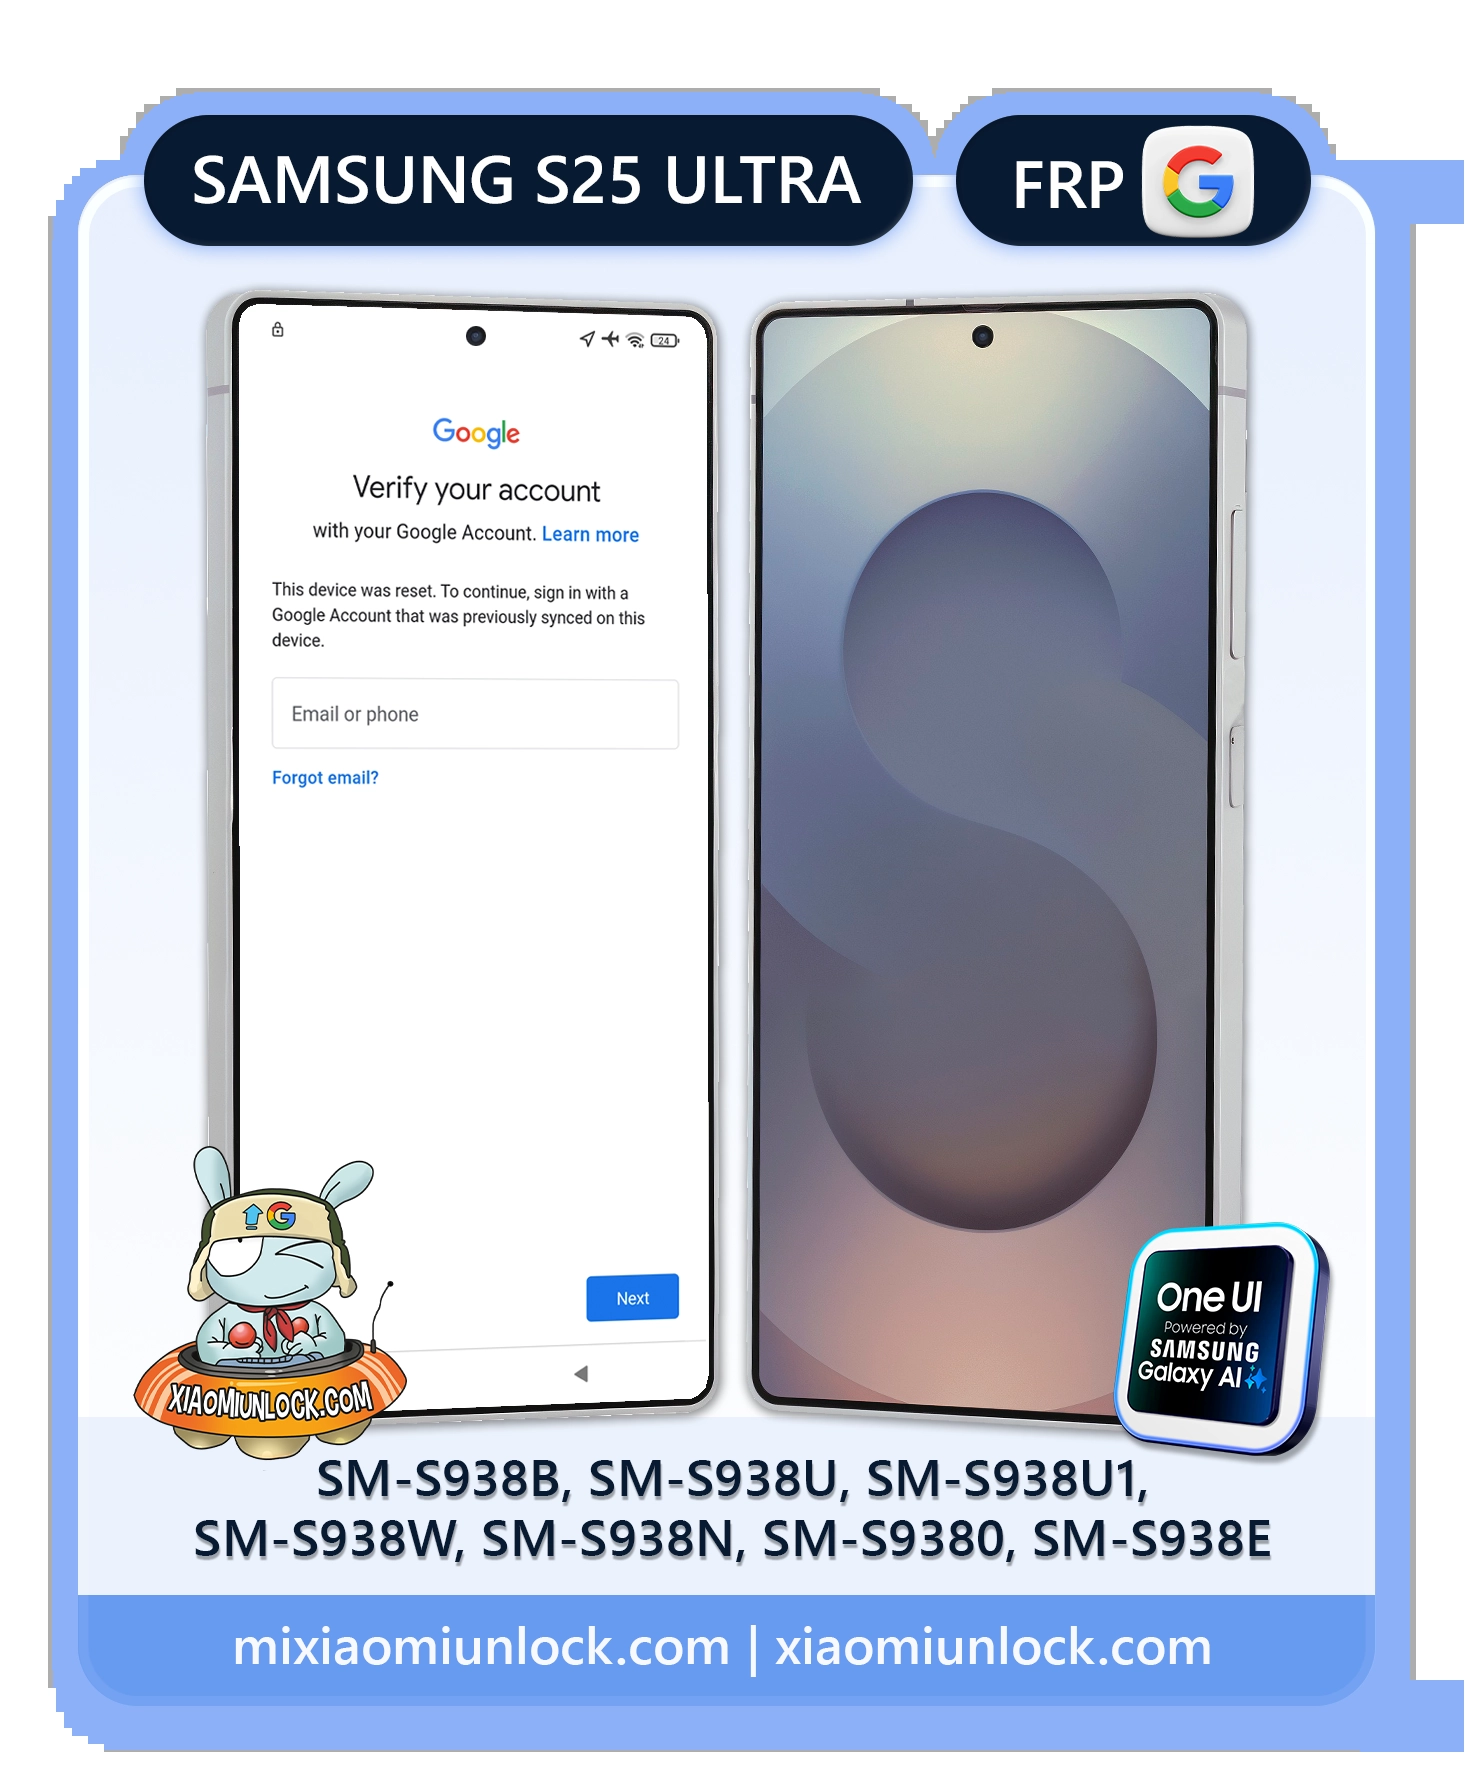 SAMSUNG S25 ULTRA
FRP G
24
Google
Verify your account
with your Google Account. Learn more
This device was reset. To continue, sign in with a
Google Account that was previously synced on this
device.
Email or phone
Forgot email?
Next
G
XIAOMIUNLOCK.COM
One UI
Powered by
SAMSUNG
Galaxy AI
SM-S938B, SM-S938U, SM-S938U1,
SM-S938W, SM-S938N, SM-S9380, SM-S938E
mixiaomiunlock.com | xiaomiunlock.com